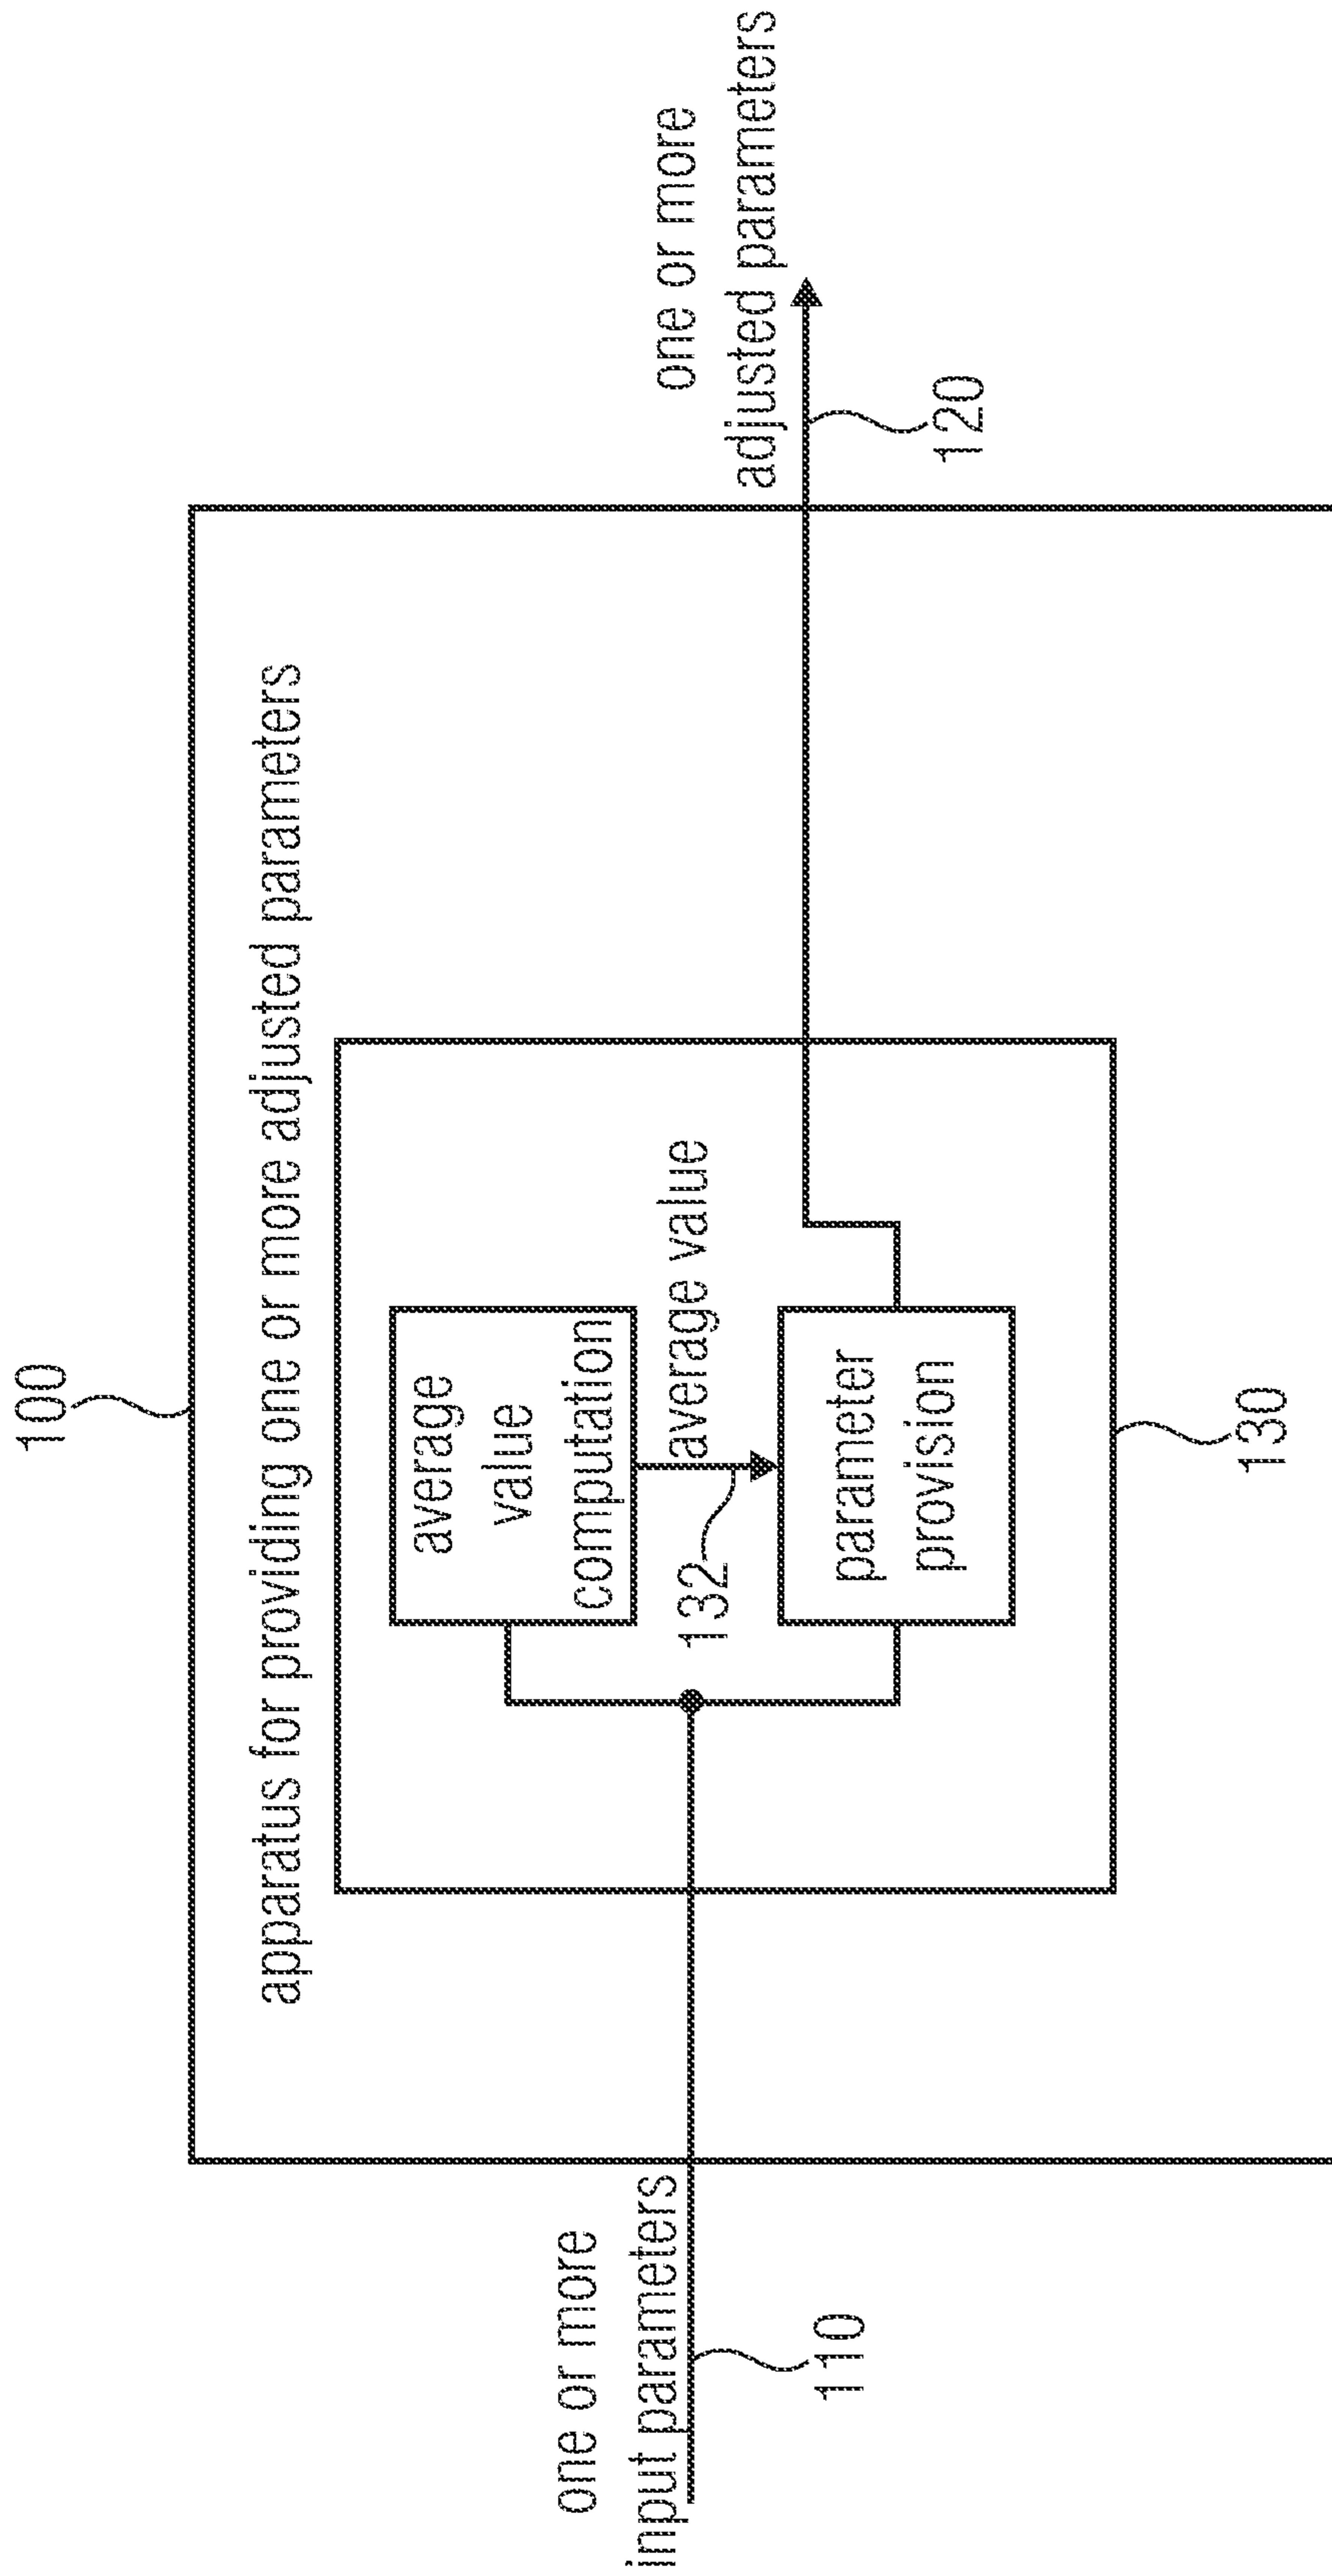 100
apparatus for providing one or more adjusted parameters
one or more
input parameters
110
average
value
computation
132
average value
parameter
provision
130
one or more
adjusted parameters
120